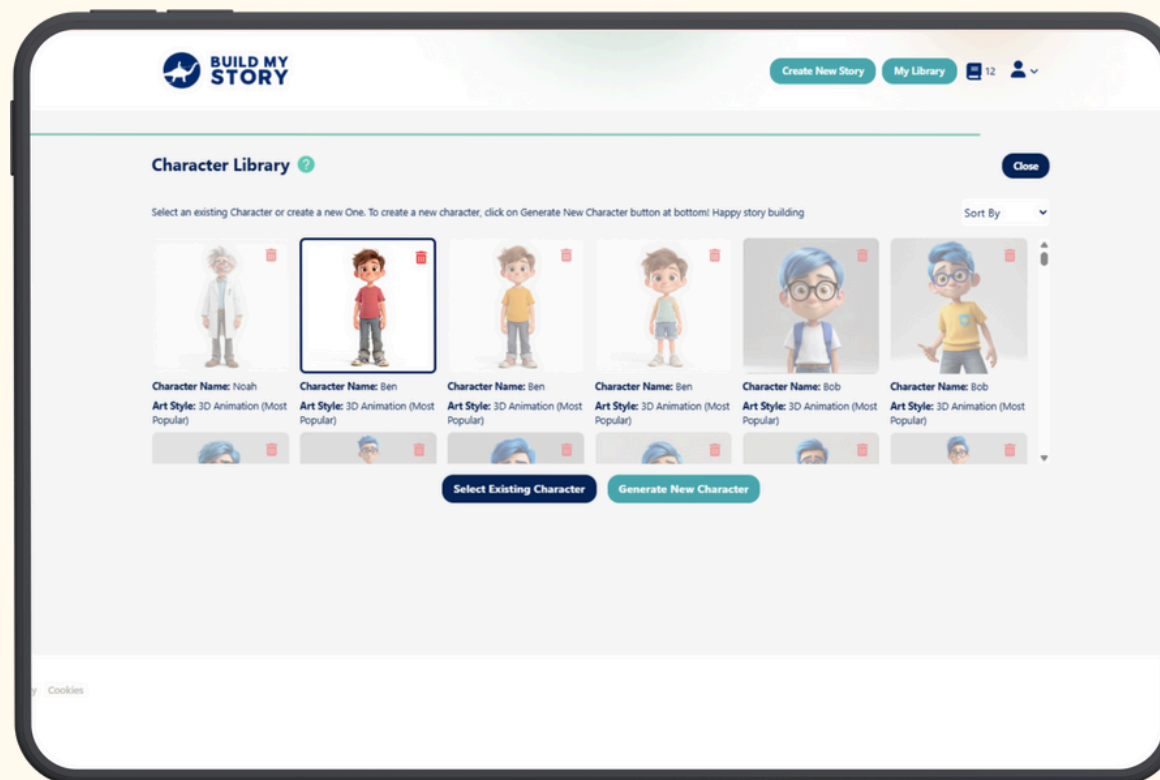 BUILD MY
STORY
Create New Story
My Library
12
Character Library ?
Close
Select an existing Character or create a new One. To create a new character, click on Generate New Character button at bottom! Happy story building
Sort By
Character Name: Noah
Art Style: 3D Animation (Most
Popular)
Character Name: Ben
Art Style: 3D Animation (Most
Popular)
Character Name: Ben
Art Style: 3D Animation (Most
Popular)
Character Name: Ben
Art Style: 3D Animation (Most
Popular)
Character Name: Bob
Art Style: 3D Animation (Most
Popular)
Character Name: Bob
Art Style: 3D Animation (Most
Popular)
Select Existing Character
Generate New Character
Cookies